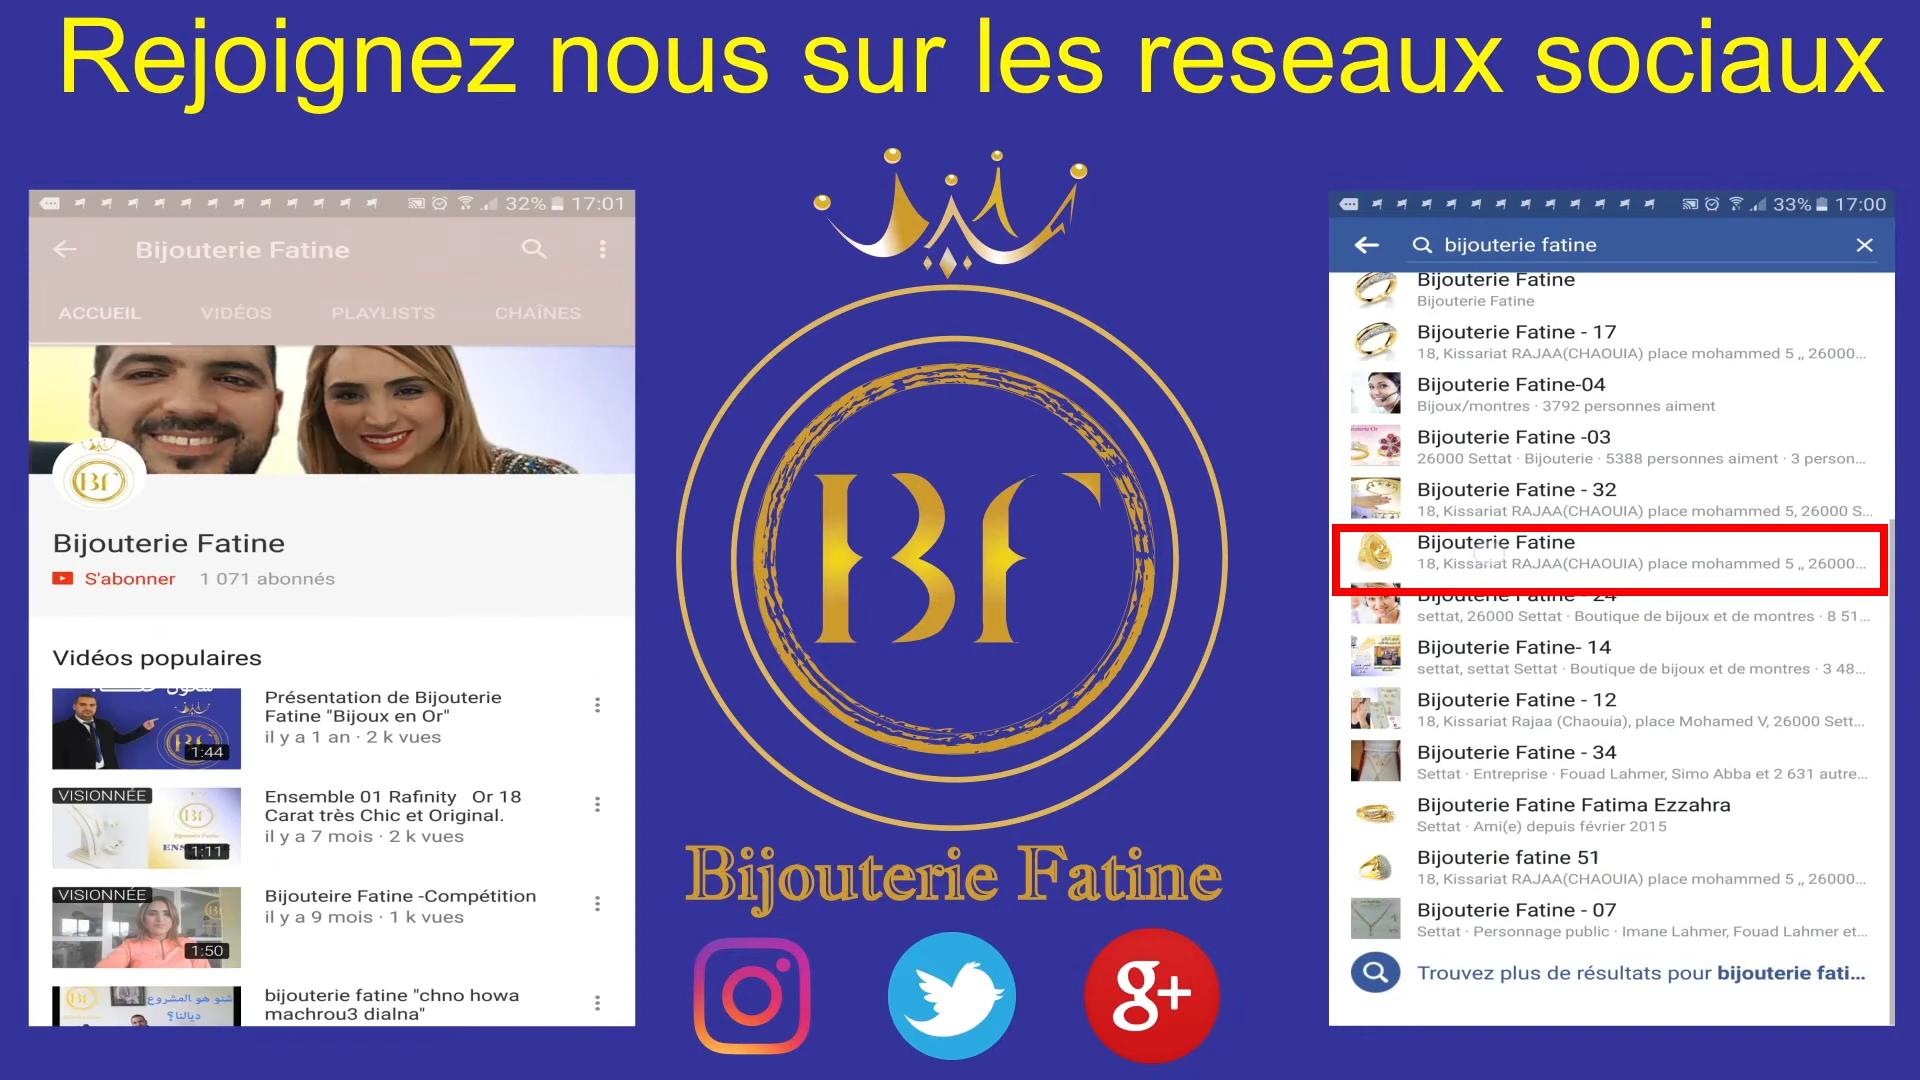 Rejoignez nous sur les reseaux sociaux
32% 17:01
Bijouterie Fatine
ACCUEIL VIDÉOS PLAYLISTS CHAÎNES
BF
Bijouterie Fatine
S'abonner 1 071 abonnés
Vidéos populaires
1:44
Présentation de Bijouterie
Fatine "Bijoux en Or"
il y a 1 an · 2 k vues
VISIONNÉE
1:11
Ensemble 01 Rafinity Or 18
Carat très Chic et Original.
il y a 7 mois · 2 k vues
VISIONNÉE
1:50
Bijouteire Fatine -Compétition
il y a 9 mois · 1 k vues
شنو هو المشروع
ديالنا؟
bijouterie fatine "chno howa
machrou3 dialna"
BF
Bijouterie Fatine
g+
33% 17:00
bijouterie fatine
Bijouterie Fatine
Bijouterie Fatine
Bijouterie Fatine - 17
18, Kissariat RAJAA(CHAOUIA) place mohammed 5 ,, 26000...
Bijouterie Fatine-04
Bijoux/montres · 3792 personnes aiment
Bijouterie Fatine -03
26000 Settat · Bijouterie · 5388 personnes aiment · 3 person...
Bijouterie Fatine - 32
18, Kissariat RAJAA(CHAOUIA) place mohammed 5, 26000 S...
Bijouterie Fatine
18, Kissariat RAJAA(CHAOUIA) place mohammed 5 ,, 26000...
Bijouterie Fatine - 24
settat, 26000 Settat · Boutique de bijoux et de montres · 8 51...
Bijouterie Fatine- 14
settat, settat Settat · Boutique de bijoux et de montres · 3 48...
Bijouterie Fatine - 12
18, Kissariat Rajaa (Chaouia), place Mohamed V, 26000 Sett...
Bijouterie Fatine - 34
Settat · Entreprise · Fouad Lahmer, Simo Abba et 2 631 autre...
Bijouterie Fatine Fatima Ezzahra
Settat · Ami(e) depuis février 2015
Bijouterie fatine 51
18, Kissariat RAJAA(CHAOUIA) place mohammed 5 ,, 26000...
Bijouterie Fatine - 07
Settat · Personnage public · Imane Lahmer, Fouad Lahmer et...
Trouvez plus de résultats pour bijouterie fati...